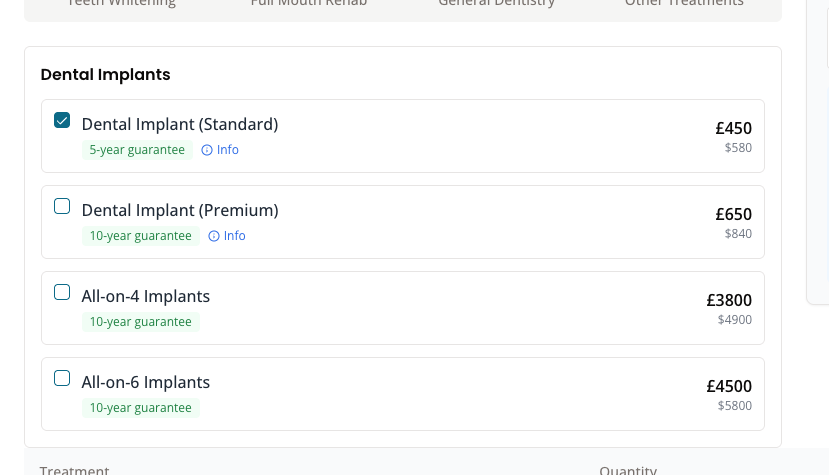 Teeth Whitening Full Mouth Rehab General Dentistry Other Treatments
Dental Implants
Dental Implant (Standard)
£450
5-year guarantee Info
$580
Dental Implant (Premium)
£650
10-year guarantee Info
$840
All-on-4 Implants
£3800
10-year guarantee
$4900
All-on-6 Implants
£4500
10-year guarantee
$5800
Treatment Quantity